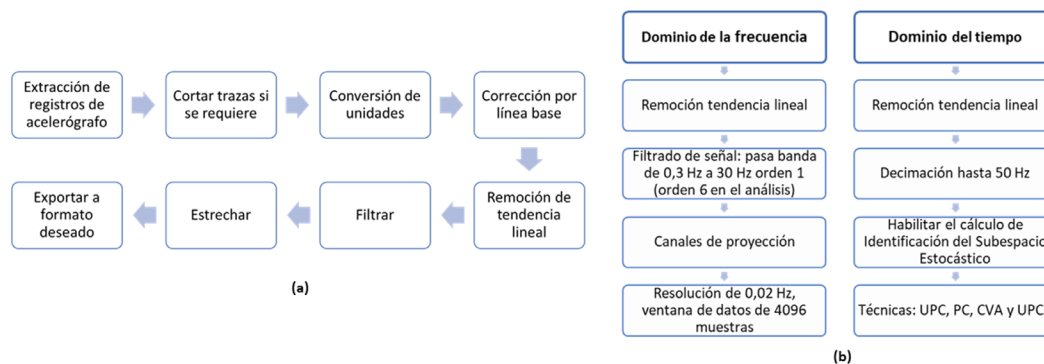 Extracción de
registros de
acelerógrafo
Cortar trazas si
se requiere
Conversión de
unidades
Corrección por
línea base
Remoción de
tendencia
lineal
Filtrar
Estrechar
Exportar a
formato
deseado
(a)
Dominio de la frecuencia
Remoción tendencia lineal
Filtrado de señal: pasa banda
de 0,3 Hz a 30 Hz orden 1
(orden 6 en el análisis)
Canales de proyección
Resolución de 0,02 Hz,
ventana de datos de 4096
muestras
Dominio del tiempo
Remoción tendencia lineal
Decimación hasta 50 Hz
Habilitar el cálculo de
Identificación del Subespacio
Estocástico
Técnicas: UPC, PC, CVA y UPC
(b)